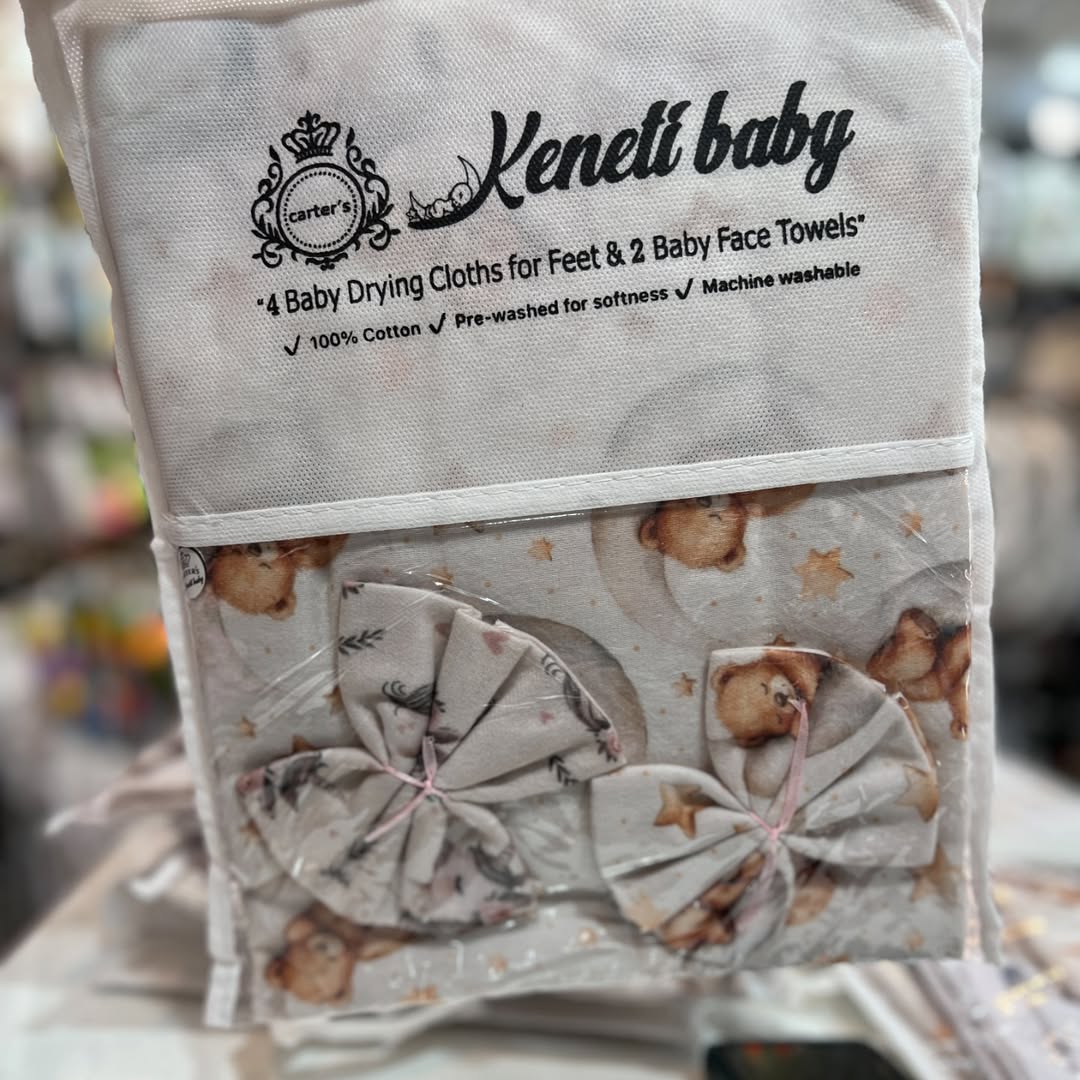 carter's
Keneti baby
"4 Baby Drying Cloths for Feet & 2 Baby Face Towels"
✓ 100% Cotton ✓ Pre-washed for softness ✓ Machine washable